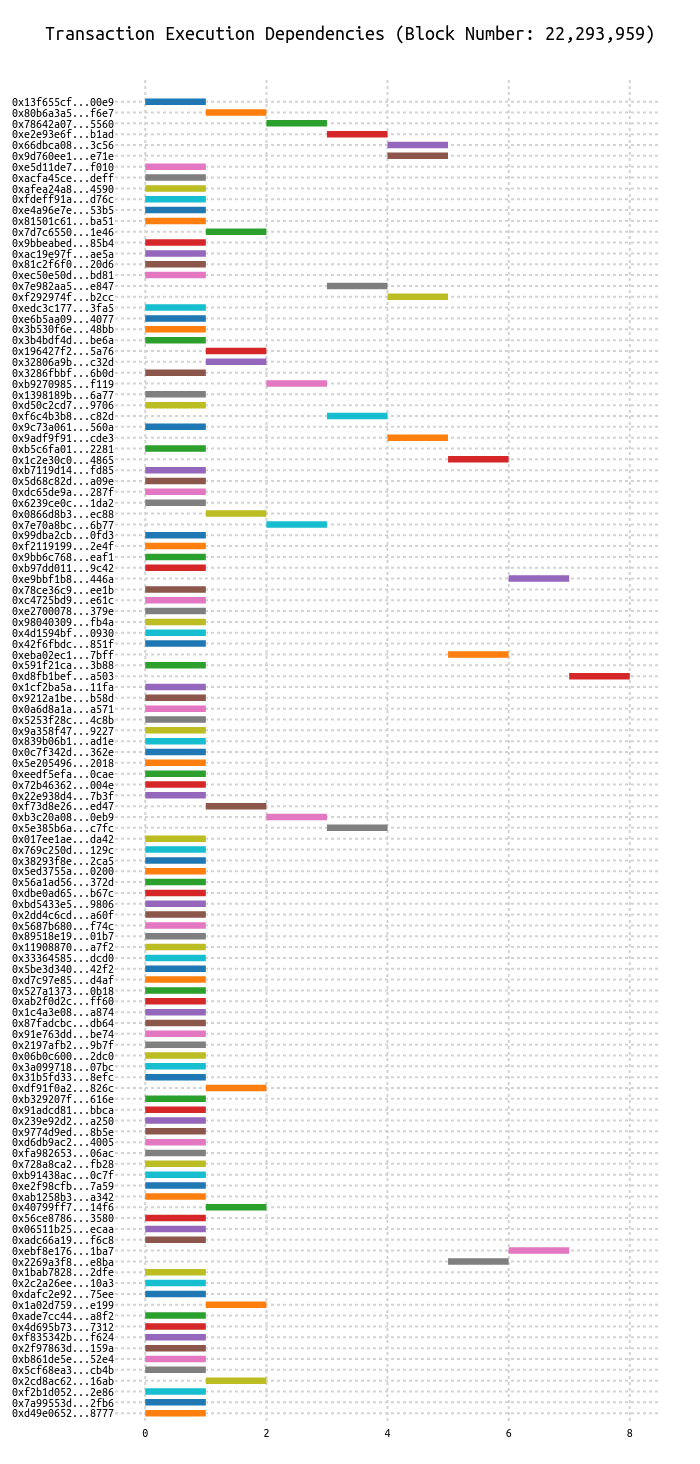 Transaction Execution Dependencies (Block Number: 22,293,959)
0x13f655cf...00e9
0x80b6a3a5...f6e7
0x78642a07...5560
0xe2e93e6f...b1ad
0x66dbca08...3c56
0x9d760ee1...e71e
0xe5d11de7...f010
0xacfa45ce...deff
0xafea24a8...4590
0xfdeff91a...d76c
0xe4a96e7e...53b5
0x81501c61...ba51
0x7d7c6550...1e46
0x9bbeabed...85b4
0xac19e97f...ae5a
0x81c2f6f0...20d6
0xec50e50d...bd81
0x7e982aa5...e847
0xf292974f...b2cc
0xedc3c177...3fa5
0xe6b5aa09...4077
0x3b530f6e...48bb
0x3b4bdf4d...be6a
0x196427f2...5a76
0x32806a9b...c32d
0x3286fbbf...6b0d
0xb9270985...f119
0x1398189b...6a77
0xd50c2cd7...9706
0xf6c4b3b8...c82d
0x9c73a061...560a
0x9adf9f91...cde3
0xb5c6fa01...2281
0x1c2e30c0...4865
0xb7119d14...fd85
0x5d68c82d...a09e
0xdc65de9a...287f
0x6239ce0c...1da2
0x0866d8b3...ec88
0x7e70a8bc...6b77
0x99dba2cb...0fd3
0xf2119199...2e4f
0x9bb6c768...eaf1
0xb97dd011...9c42
0xe9bbf1b8...446a
0x78ce36c9...ee1b
0xc4725bd9...e61c
0xe2700078...379e
0x98040309...fb4a
0x4d1594bf...0930
0x42f6fbdc...851f
0xeba02ec1...7bff
0x591f21ca...3b88
0xd8fb1bef...a503
0x1cf2ba5a...11fa
0x9212a1be...b58d
0x0a6d8a1a...a571
0x5253f28c...4c8b
0x9a358f47...9227
0x839b06b1...ad1e
0x0c7f342d...362e
0x5e205496...2018
0xeedf5efa...0cae
0x72b46362...004e
0x22e938d4...7b3f
0xf73d8e26...ed47
0xb3c20a08...0eb9
0x5e385b6a...c7fc
0x017ee1ae...da42
0x769c250d...129c
0x38293f8e...2ca5
0x5ed3755a...0200
0x56a1ad56...372d
0xdbe0ad65...b67c
0xbd5433e5...9806
0x2dd4c6cd...a60f
0x5687b680...f74c
0x89518e19...01b7
0x11908870...a7f2
0x33364585...dcd0
0x5be3d340...42f2
0xd7c97e85...d4af
0x527a1373...0b18
0xab2f0d2c...ff60
0x1c4a3e08...a874
0x87fadcbc...db64
0x91e763dd...be74
0x2197afb2...9b7f
0x06b0c600...2dc0
0x3a099718...07bc
0x31b5fd33...8efc
0xdf91f0a2...826c
0xb329207f...616e
0x91adcd81...bbca
0x239e92d2...a250
0x9774d9ed...8b5e
0xd6db9ac2...4005
0xfa982653...06ac
0x728a8ca2...fb28
0xb91438ac...0c7f
0xe2f98cfb...7a59
0xab1258b3...a342
0x40799ff7...14f6
0x56ce8786...3580
0x06511b25...ecaa
0xadc66a19...f6c8
0xebf8e176...1ba7
0x2269a3f8...e8ba
0x1bab7828...2dfe
0x2c2a26ee...10a3
0xdafc2e92...75ee
0x1a02d759...e199
0xade7cc44...a8f2
0x4d695b73...7312
0xf835342b...f624
0x2f97863d...159a
0xb861de5e...52e4
0x5cf68ea3...cb4b
0x2cd8ac62...16ab
0xf2b1d052...2e86
0x7a99553d...2fb6
0xd49e0652...8777
0 2 4 6 8